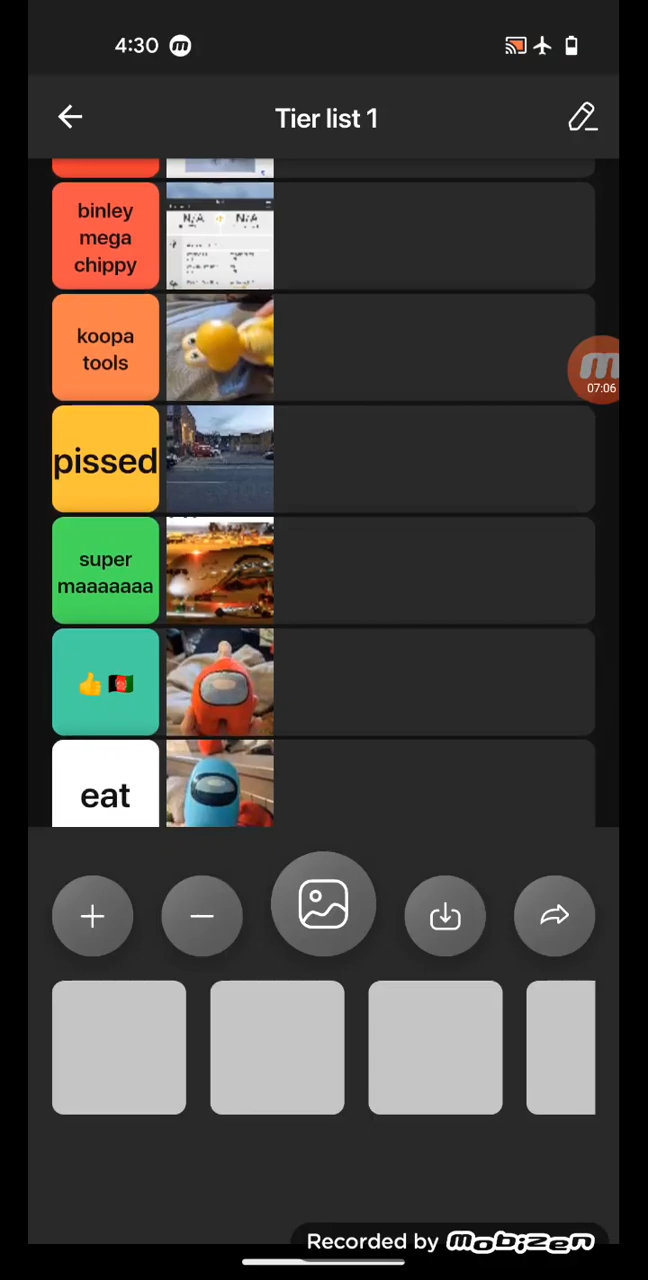 4:30
Tier list 1
binley
mega
chippy
N/A N/A
koopa
tools
07:06
pissed
super
maaaaaaa
👍🇦🇫
eat
Recorded by mobizen